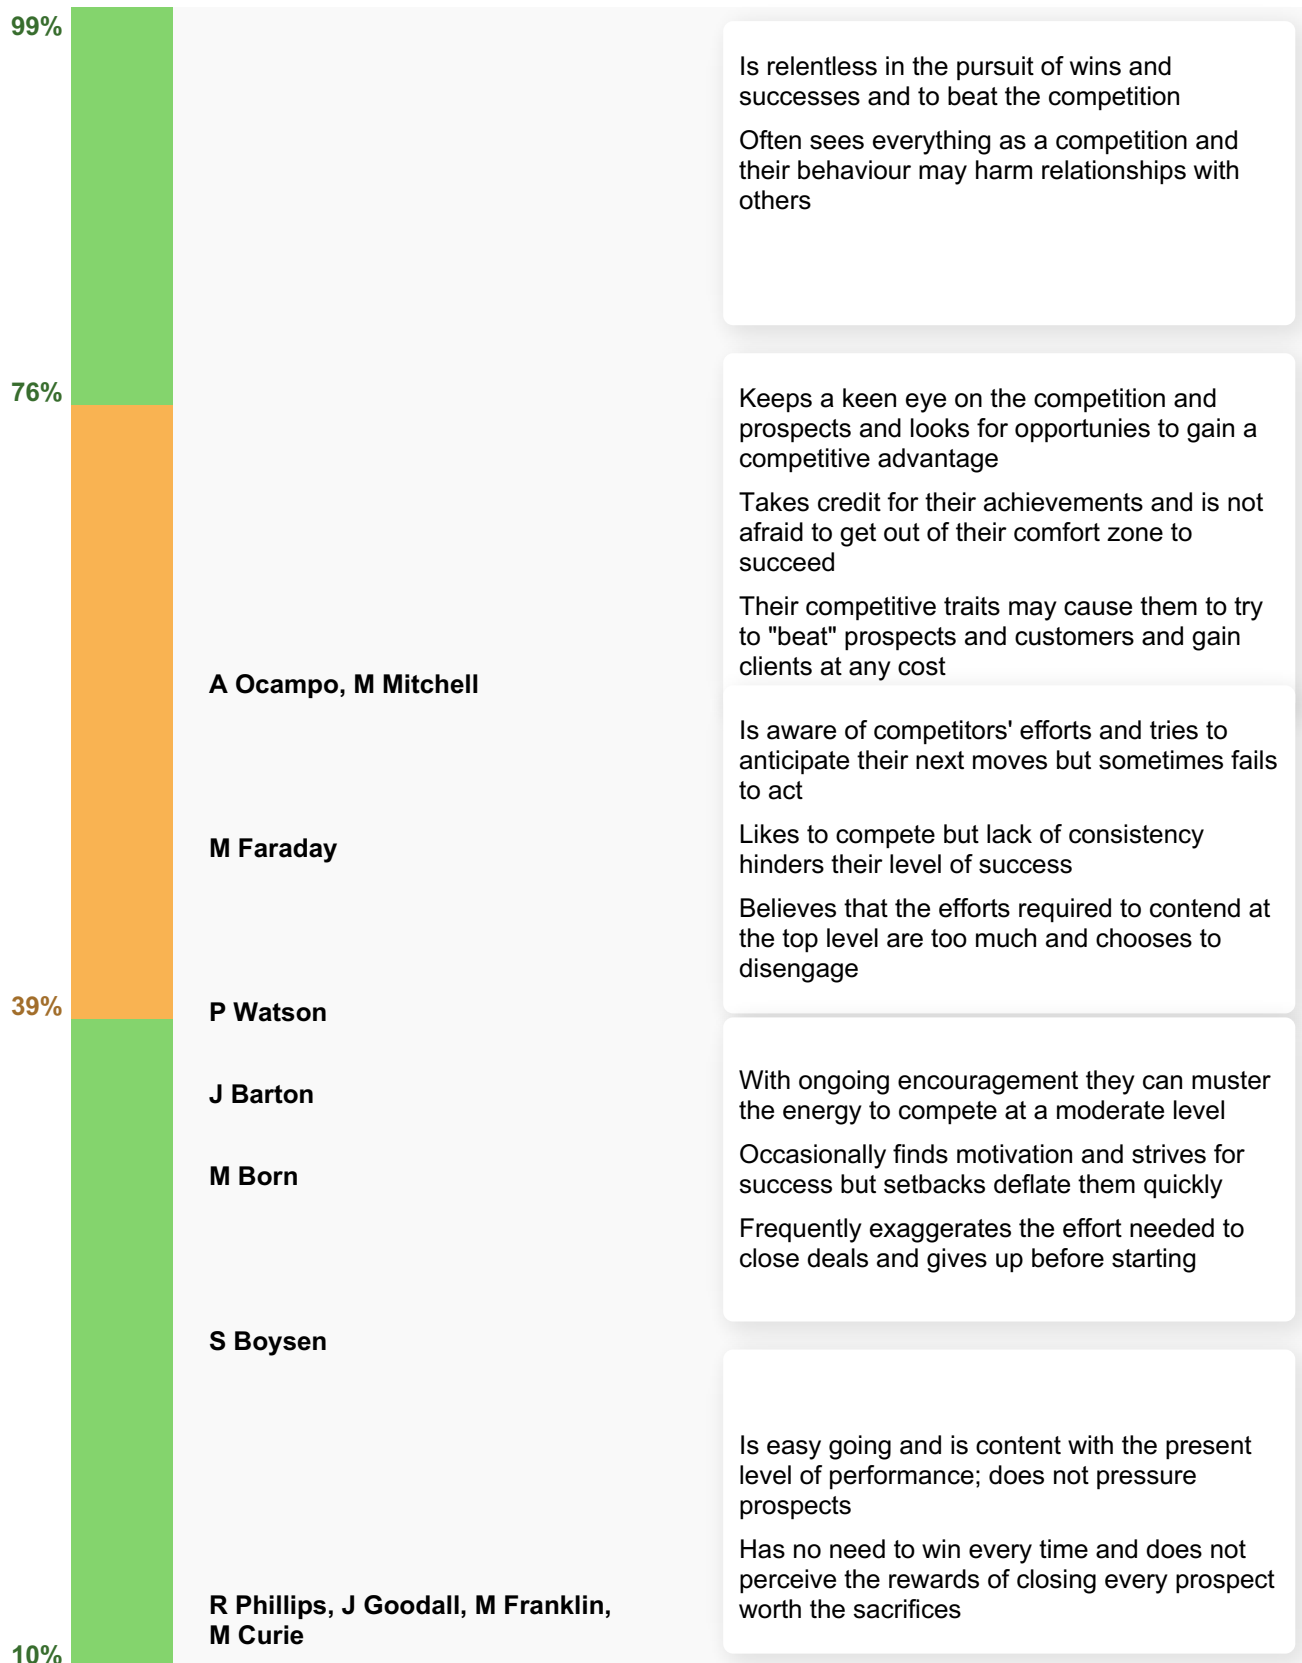 99%
Is relentless in the pursuit of wins and
successes and to beat the competition
Often sees everything as a competition and
their behaviour may harm relationships with
others
76%
Keeps a keen eye on the competition and
prospects and looks for opportunies to gain a
competitive advantage
Takes credit for their achievements and is not
afraid to get out of their comfort zone to
succeed
Their competitive traits may cause them to try
to "beat" prospects and customers and gain
clients at any cost
A Ocampo, M Mitchell
Is aware of competitors' efforts and tries to
anticipate their next moves but sometimes fails
to act
Likes to compete but lack of consistency
hinders their level of success
M Faraday
Believes that the efforts required to contend at
the top level are too much and chooses to
disengage
39%
P Watson
With ongoing encouragement they can muster
the energy to compete at a moderate level
J Barton
Occasionally finds motivation and strives for
success but setbacks deflate them quickly
M Born
Frequently exaggerates the effort needed to
close deals and gives up before starting
S Boysen
Is easy going and is content with the present
level of performance; does not pressure
prospects
Has no need to win every time and does not
perceive the rewards of closing every prospect
worth the sacrifices
R Phillips, J Goodall, M Franklin,
M Curie
10%